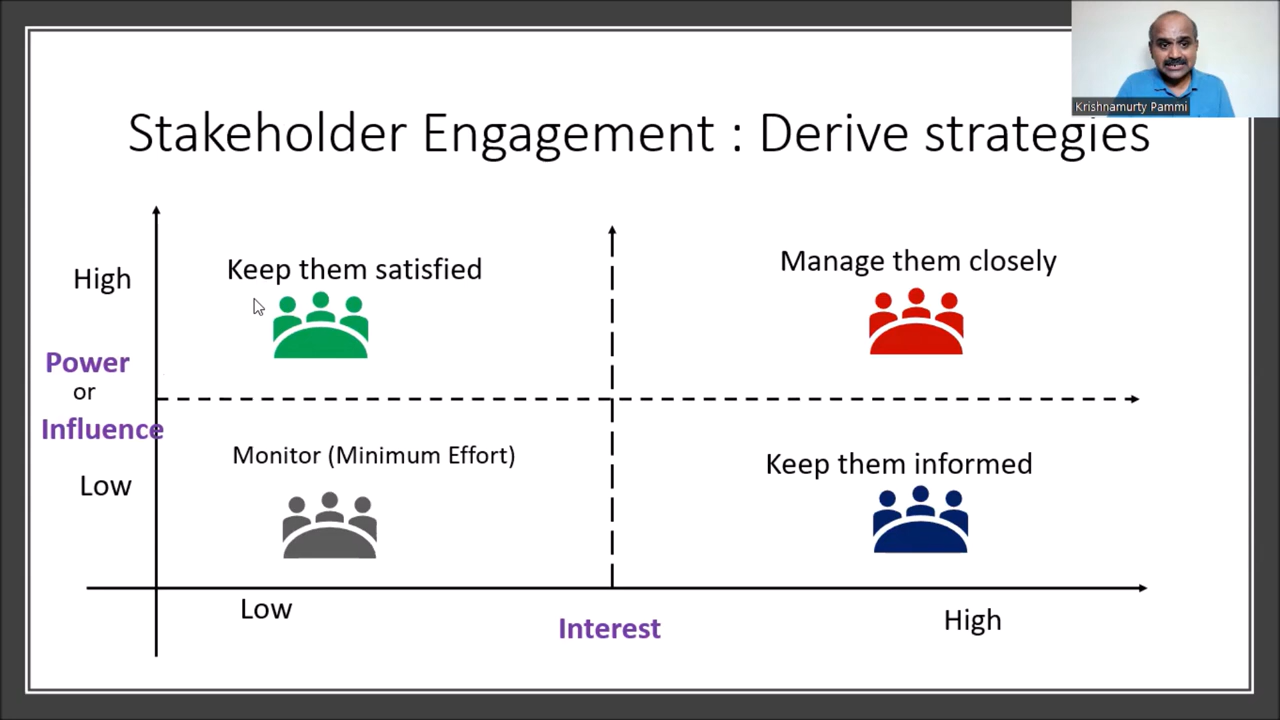 Krishnamurty Pammi
Stakeholder Engagement : Derive strategies
Keep them satisfied
Manage them closely
High
Power
or
Influence
Monitor (Minimum Effort)
Keep them informed
Low
Low
Interest
High